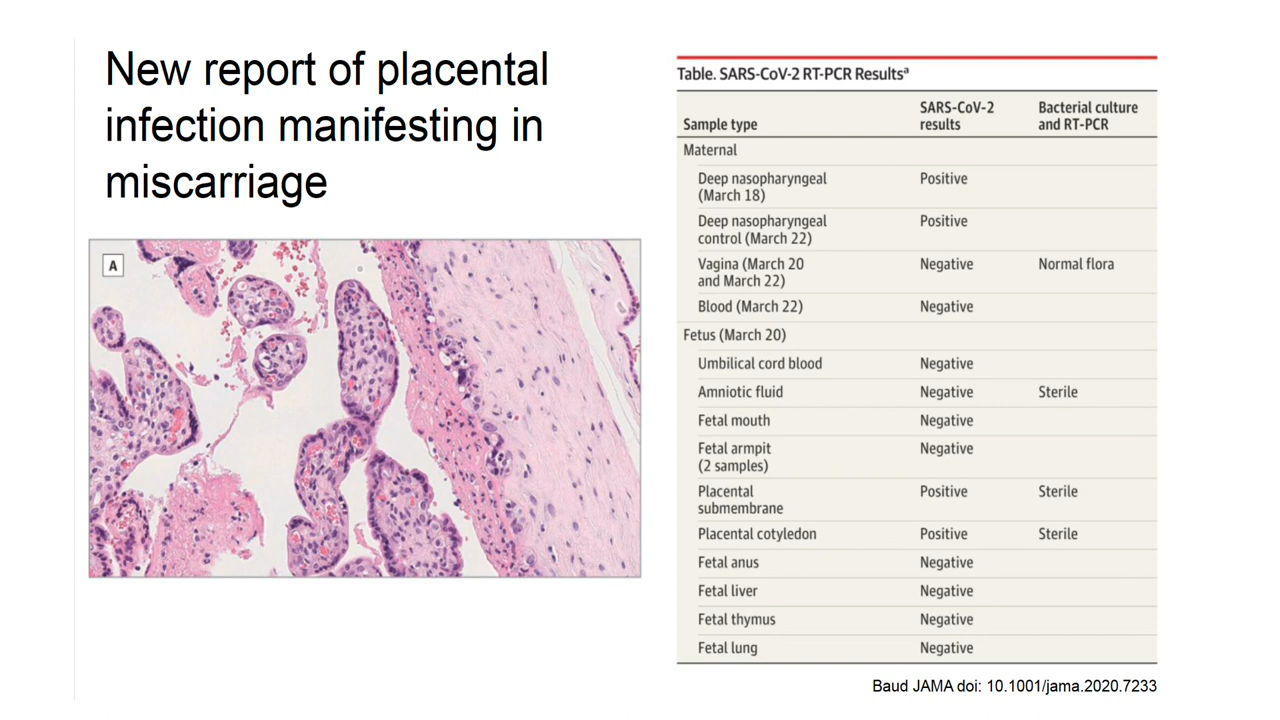 New report of placental
infection manifesting in
miscarriage
A
Table. SARS-CoV-2 RT-PCR Resultsª
Sample type
SARS-CoV-2
results
Bacterial culture
and RT-PCR
Maternal
Deep nasopharyngeal
(March 18)
Positive
Deep nasopharyngeal
control (March 22)
Positive
Vagina (March 20
and March 22)
Negative
Normal flora
Blood (March 22)
Negative
Fetus (March 20)
Umbilical cord blood
Negative
Amniotic fluid
Negative
Sterile
Fetal mouth
Negative
Fetal armpit
(2 samples)
Negative
Placental
submembrane
Positive
Sterile
Placental cotyledon
Positive
Sterile
Fetal anus
Negative
Fetal liver
Negative
Fetal thymus
Negative
Fetal lung
Negative
Baud JAMA doi: 10.1001/jama.2020.7233